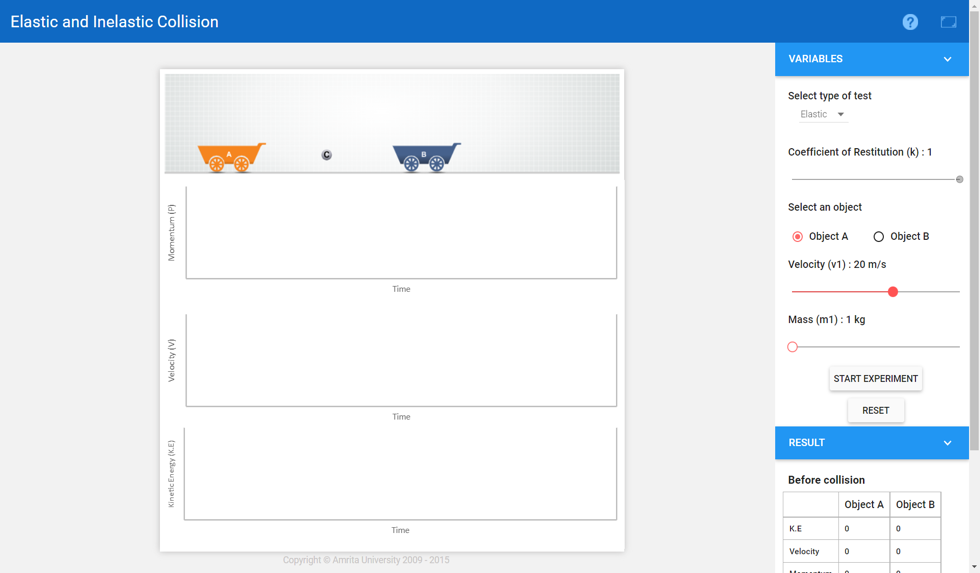 Elastic and Inelastic Collision
?
VARIABLES
Select type of test
Elastic
Coefficient of Restitution (k) : 1
Select an object
Object A Object B
Velocity (v1) : 20 m/s
Mass (m1) : 1 kg
START EXPERIMENT
RESET
RESULT
Before collision
Object A Object B
K.E 0 0
Velocity 0 0
Momentum 0 0
A C B
Momentum (P)
Time
Velocity (V)
Time
Kinetic Energy (K.E)
Time
Copyright © Amrita University 2009 - 2015